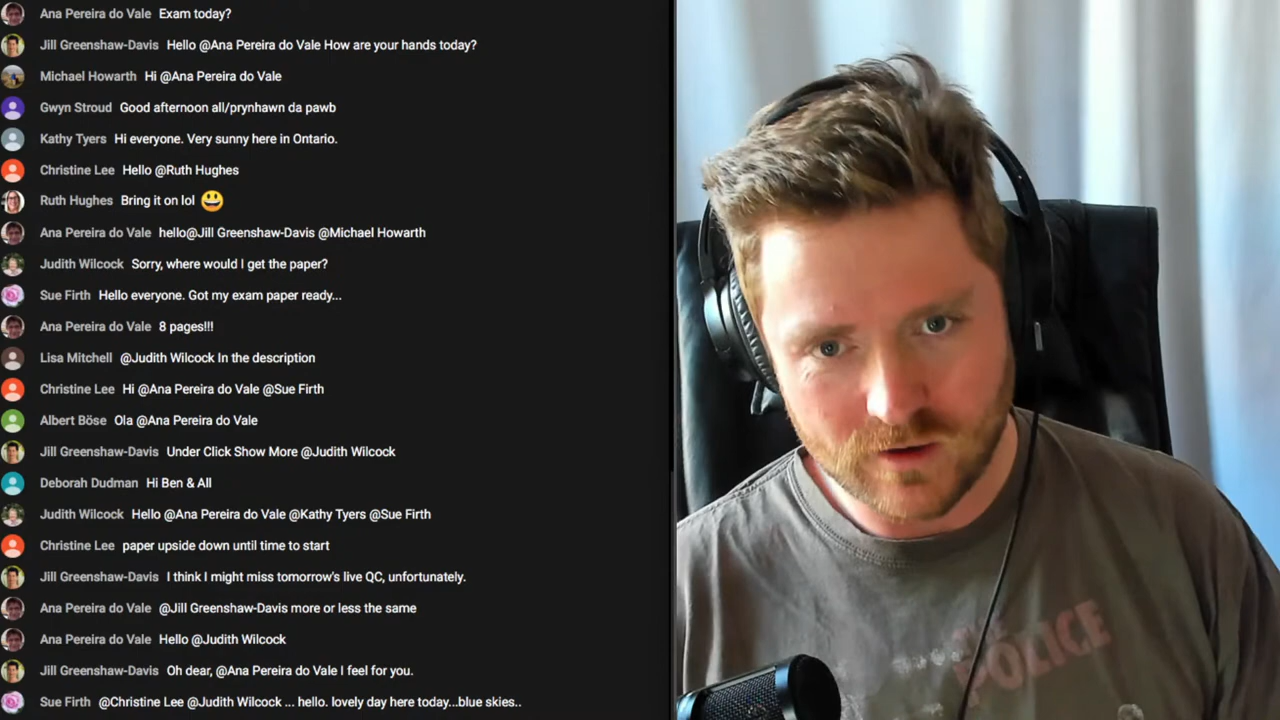 Ana Pereira do Vale Exam today?
Jill Greenshaw-Davis Hello @Ana Pereira do Vale How are your hands today?
Michael Howarth Hi @Ana Pereira do Vale
Gwyn Stroud Good afternoon all/prynhawn da pawb
Kathy Tyers Hi everyone. Very sunny here in Ontario.
Christine Lee Hello @Ruth Hughes
Ruth Hughes Bring it on lol 😃
Ana Pereira do Vale hello@Jill Greenshaw-Davis @Michael Howarth
Judith Wilcock Sorry, where would I get the paper?
Sue Firth Hello everyone. Got my exam paper ready...
Ana Pereira do Vale 8 pages!!!
Lisa Mitchell @Judith Wilcock In the description
Christine Lee Hi @Ana Pereira do Vale @Sue Firth
Albert Böse Ola @Ana Pereira do Vale
Jill Greenshaw-Davis Under Click Show More @Judith Wilcock
Deborah Dudman Hi Ben & All
Judith Wilcock Hello @Ana Pereira do Vale @Kathy Tyers @Sue Firth
Christine Lee paper upside down until time to start
Jill Greenshaw-Davis I think I might miss tomorrow's live QC, unfortunately.
Ana Pereira do Vale @Jill Greenshaw-Davis more or less the same
Ana Pereira do Vale Hello @Judith Wilcock
Jill Greenshaw-Davis Oh dear, @Ana Pereira do Vale I feel for you.
Sue Firth @Christine Lee @Judith Wilcock ... hello. lovely day here today...blue skies..
POLICE